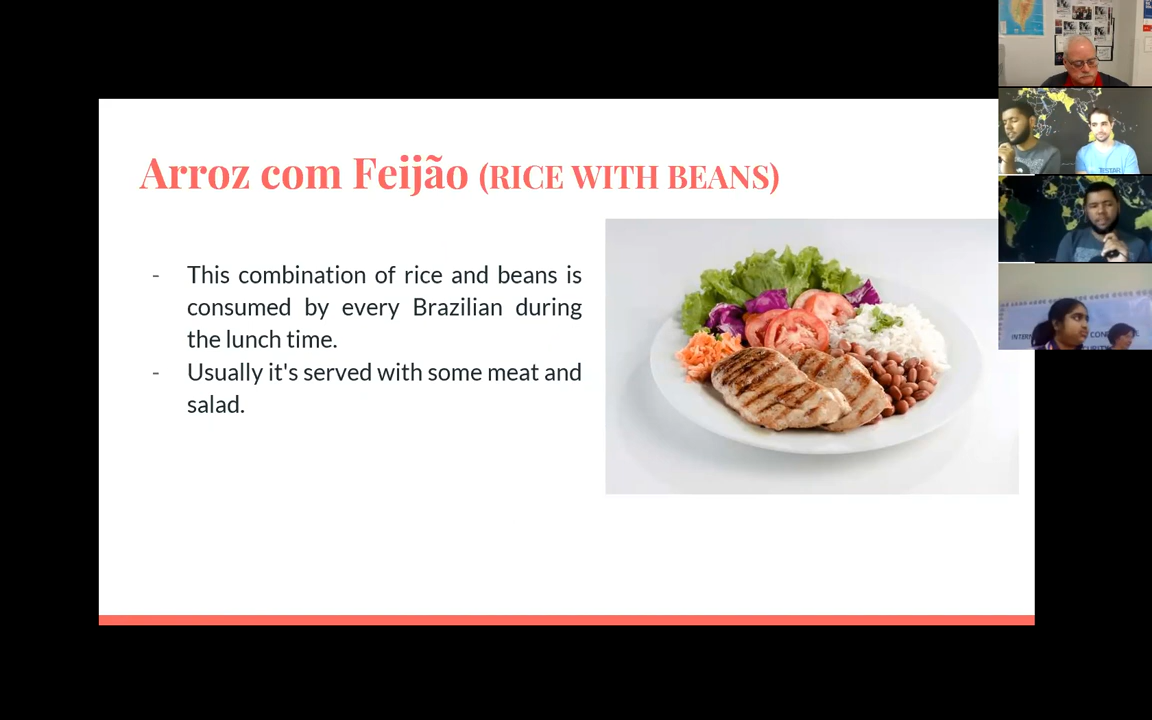 Arroz com Feijão (RICE WITH BEANS)
- This combination of rice and beans is
consumed by every Brazilian during
the lunch time.
- Usually it's served with some meat and
salad.